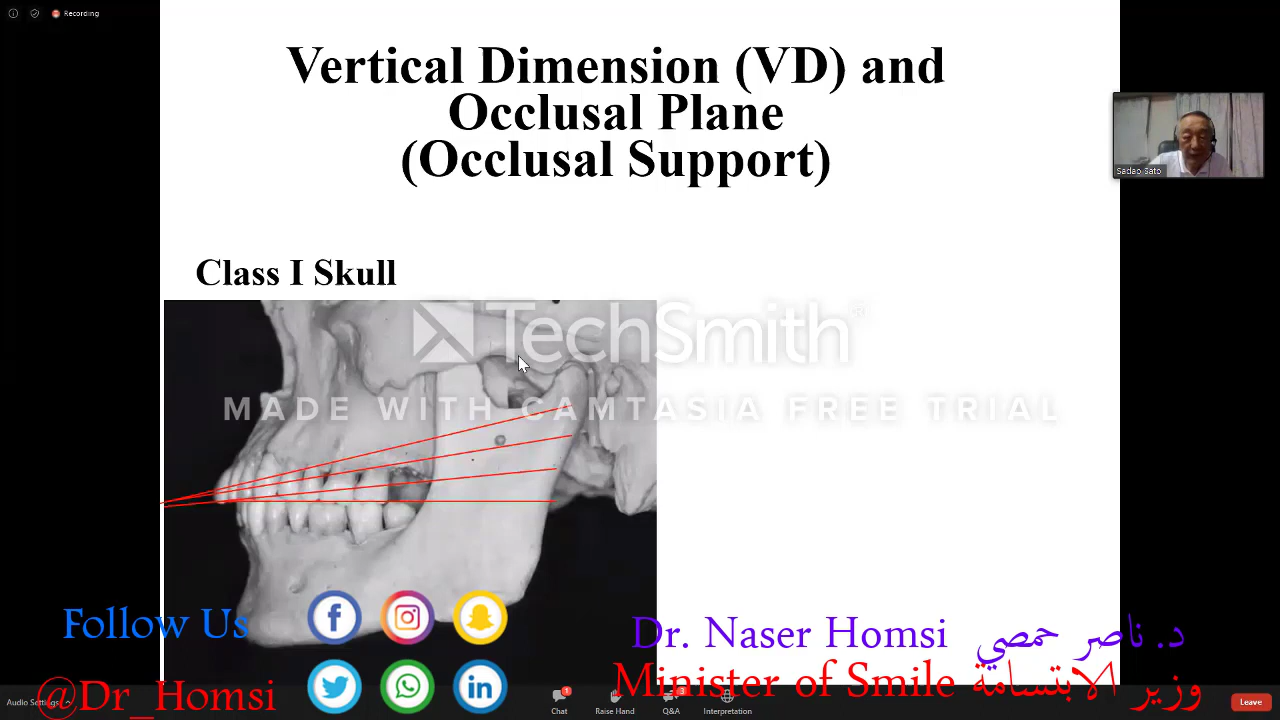 Recording
Vertical Dimension (VD) and
Occlusal Plane
(Occlusal Support)
Sadao Sato
Class I Skull
TechSmith
MADE WITH CAMTASIA FREE TRIAL
Follow Us
Dr. Naser Homsi د. ناصر حمصي
@Dr_Homsi
Minister of Smile وزير الابتسامة
Audio Settings
Chat
1
Raise Hand
Q&A
3
Interpretation
Leave